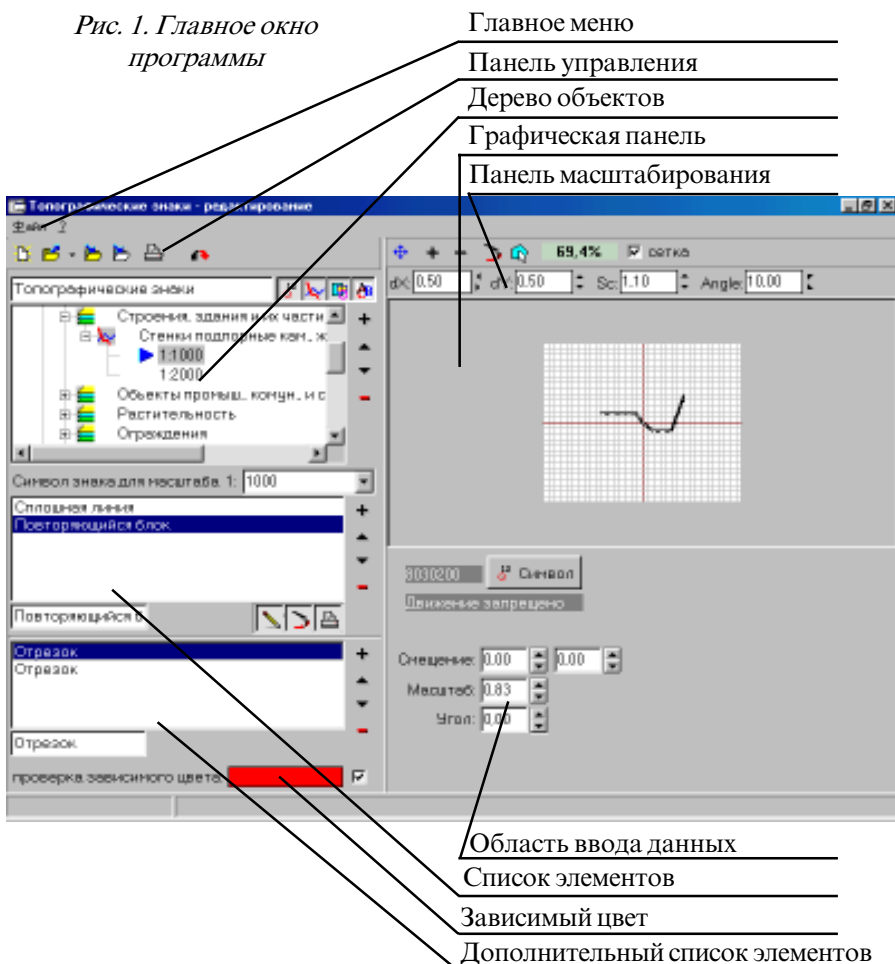 Рис. 1. Главное окно
программы
Главное меню
Панель управления
Дерево объектов
Графическая панель
Панель масштабирования
Топографические знаки - редактирование
Файл ?
69,4% сетка
Топографические знаки
dX: 0.50 dY: 0.50 Sc: 1.10 Angle: 10.00
Строения, здания и их части
Стенки подпорные кам., ж
1:1000
1:2000
Объекты промыш., комун., и с
Растительность
Ограждения
Символ знака для масштаба 1: 1000
Сплошная линия
Повторяющийся блок
Повторяющийся б
3030200 Символ
Движение запрещено
Отрезок
Отрезок
Смещение: 0.00 0.00
Масштаб: 0.83
Угол: 0,00
Отрезок
проверка зависимого цвета:
Область ввода данных
Список элементов
Зависимый цвет
Дополнительный список элементов